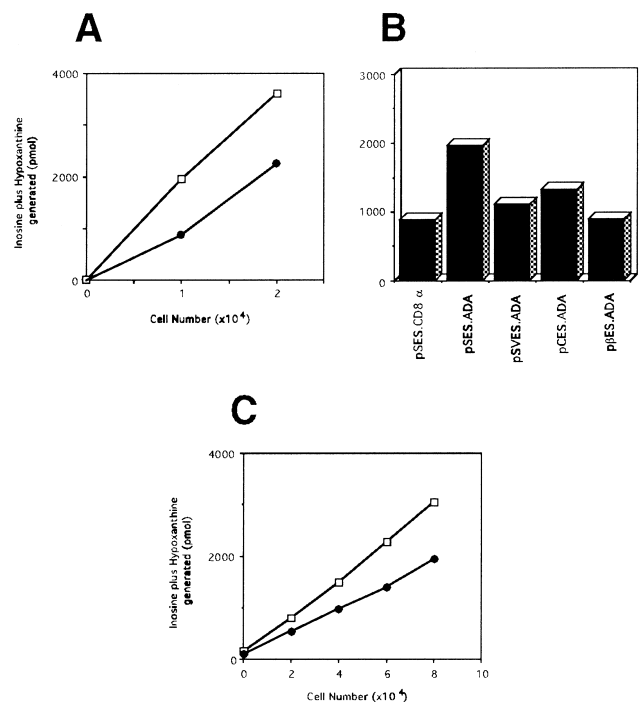 A
4000
2000
0
0
1
2
Inosine plus Hypoxanthine
generated (pmol)
Cell Number (x10⁴)
B
3000
2000
1000
0
pSES.CD8 α
pSES.ADA
pSVES.ADA
pCES.ADA
pβES.ADA
C
4000
2000
0
0
2
4
6
8
10
Inosine plus Hypoxanthine
generated (pmol)
Cell Number (x10⁴)